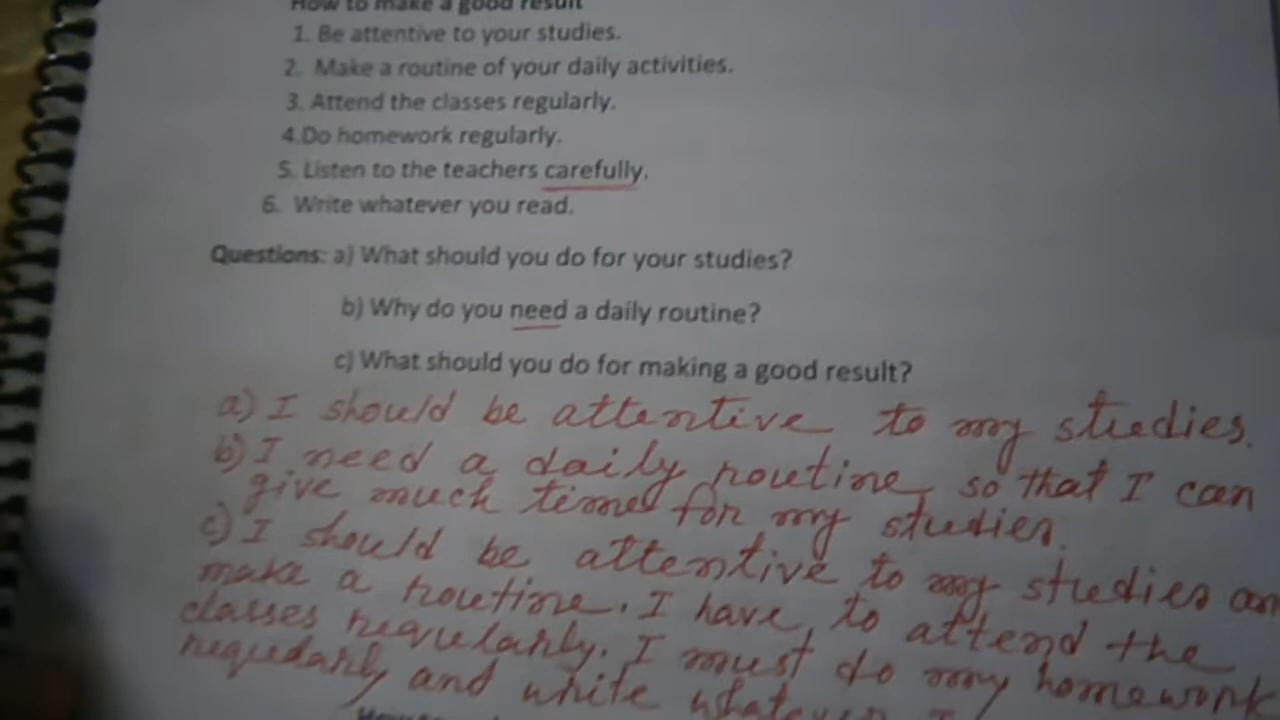 How to make a good result
1. Be attentive to your studies.
2. Make a routine of your daily activities.
3. Attend the classes regularly.
4.Do homework regularly.
5. Listen to the teachers carefully.
6. Write whatever you read.
Questions: a) What should you do for your studies?
b) Why do you need a daily routine?
c) What should you do for making a good result?
a) I should be attentive to my studies.
b) I need a daily routine, so that I can
give much time for my studies.
c) I should be attentive to my studies an
make a routine. I have to attend the
classes regularly. I must do my homework
regularly and write whatever I